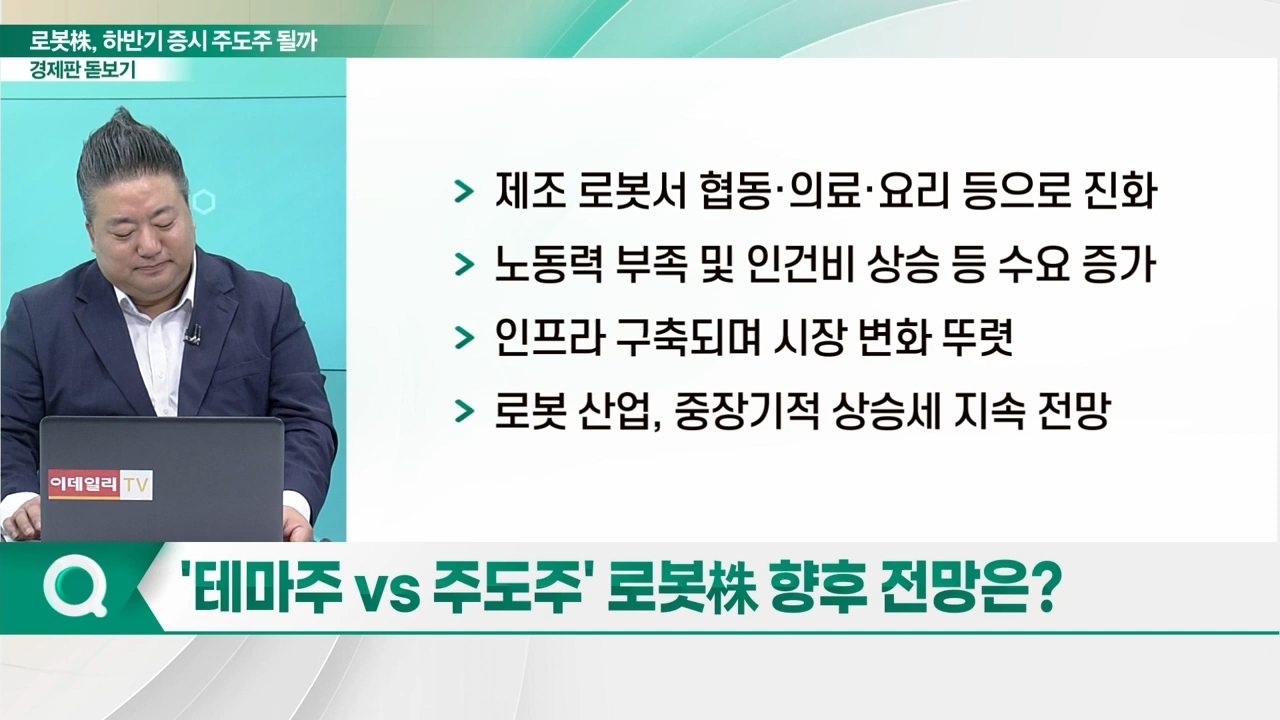 로봇株, 하반기 증시 주도주 될까
경제판 돋보기
> 제조 로봇서 협동·의료·요리 등으로 진화
> 노동력 부족 및 인건비 상승 등 수요 증가
> 인프라 구축되며 시장 변화 뚜렷
> 로봇 산업, 중장기적 상승세 지속 전망
이데일리TV
Q '테마주 vs 주도주' 로봇株 향후 전망은?